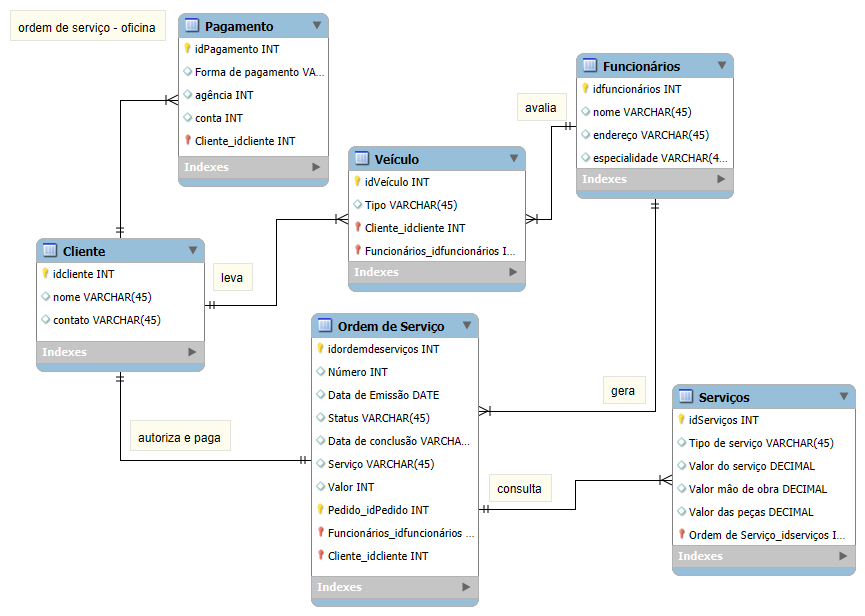 ordem de serviço - oficina
Pagamento
idPagamento INT
Forma de pagamento VA...
agência INT
conta INT
Cliente_idcliente INT
Indexes
Funcionários
idfuncionários INT
nome VARCHAR(45)
endereço VARCHAR(45)
especialidade VARCHAR(4...
Indexes
avalia
Veículo
idVeículo INT
Tipo VARCHAR(45)
Cliente_idcliente INT
Funcionários_idfuncionários I...
Indexes
Cliente
idcliente INT
nome VARCHAR(45)
contato VARCHAR(45)
Indexes
leva
Ordem de Serviço
idordemdeserviços INT
Número INT
Data de Emissão DATE
Status VARCHAR(45)
Data de conclusão VARCHA...
Serviço VARCHAR(45)
Valor INT
Pedido_idPedido INT
Funcionários_idfuncionários ...
Cliente_idcliente INT
Indexes
gera
autoriza e paga
consulta
Serviços
idServiços INT
Tipo de serviço VARCHAR(45)
Valor do serviço DECIMAL
Valor mão de obra DECIMAL
Valor das peças DECIMAL
Ordem de Serviço_idserviços I...
Indexes